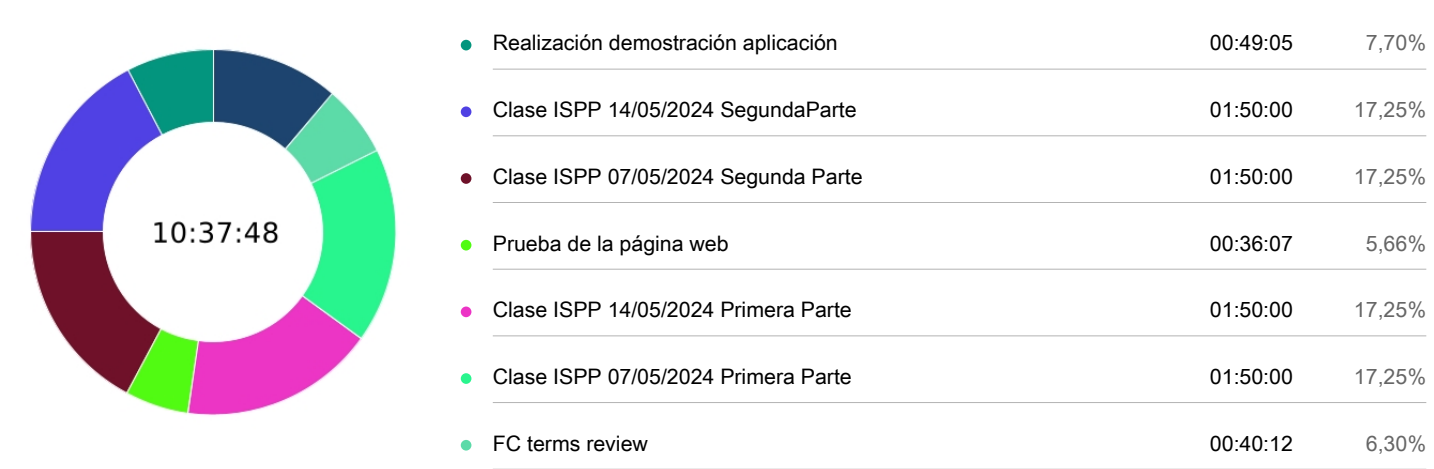 10:37:48
Realización demostración aplicación 00:49:05 7,70%
Clase ISPP 14/05/2024 SegundaParte 01:50:00 17,25%
Clase ISPP 07/05/2024 Segunda Parte 01:50:00 17,25%
Prueba de la página web 00:36:07 5,66%
Clase ISPP 14/05/2024 Primera Parte 01:50:00 17,25%
Clase ISPP 07/05/2024 Primera Parte 01:50:00 17,25%
FC terms review 00:40:12 6,30%